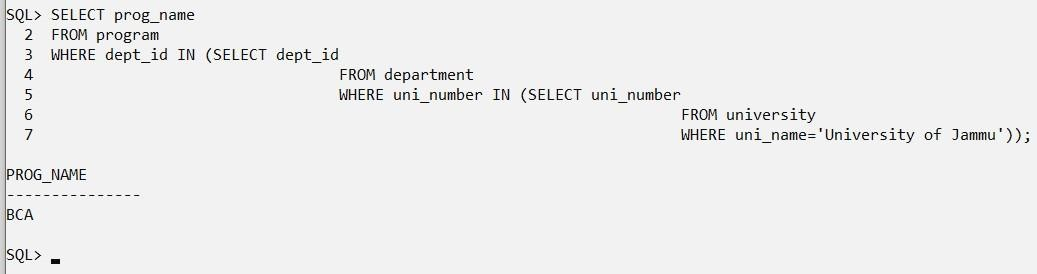 SQL> SELECT prog_name
2 FROM program
3 WHERE dept_id IN (SELECT dept_id
4 FROM department
5 WHERE uni_number IN (SELECT uni_number
6 FROM university
7 WHERE uni_name='University of Jammu'));
PROG_NAME
---------------
BCA
SQL> _